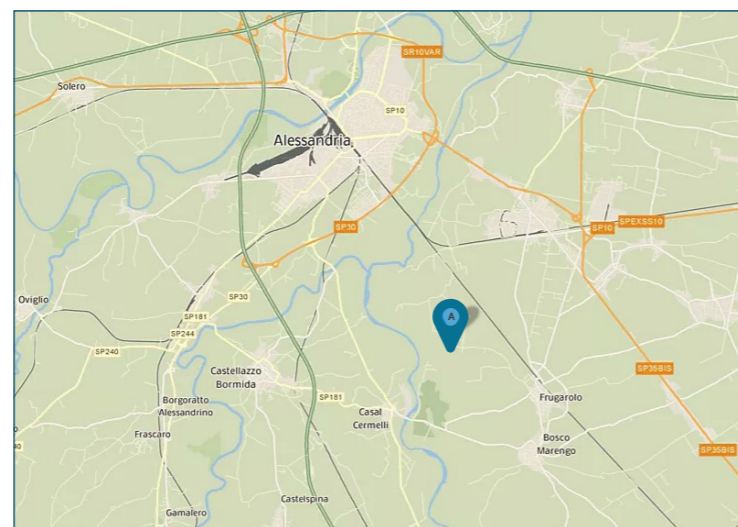 SR10VAR
Solero
SP10
Alessandria
SP30
SP10
SPEXSS10
Oviglio
SP30
SP181
SP244
SP240
A
Castellazzo
Bormida
SP35BIS
SP181
Borgoratto
Alessandrino
Frugarolo
Casal
Cermelli
Frascaro
Bosco
Marengo
SP35BIS
Castelspina
Gamalero